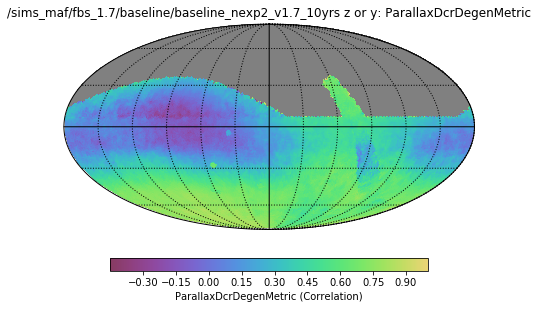 /sims_maf/fbs_1.7/baseline/baseline_nexp2_v1.7_10yrs z or y: ParallaxDcrDegenMetric
−0.30 −0.15 0.00 0.15 0.30 0.45 0.60 0.75 0.90
ParallaxDcrDegenMetric (Correlation)